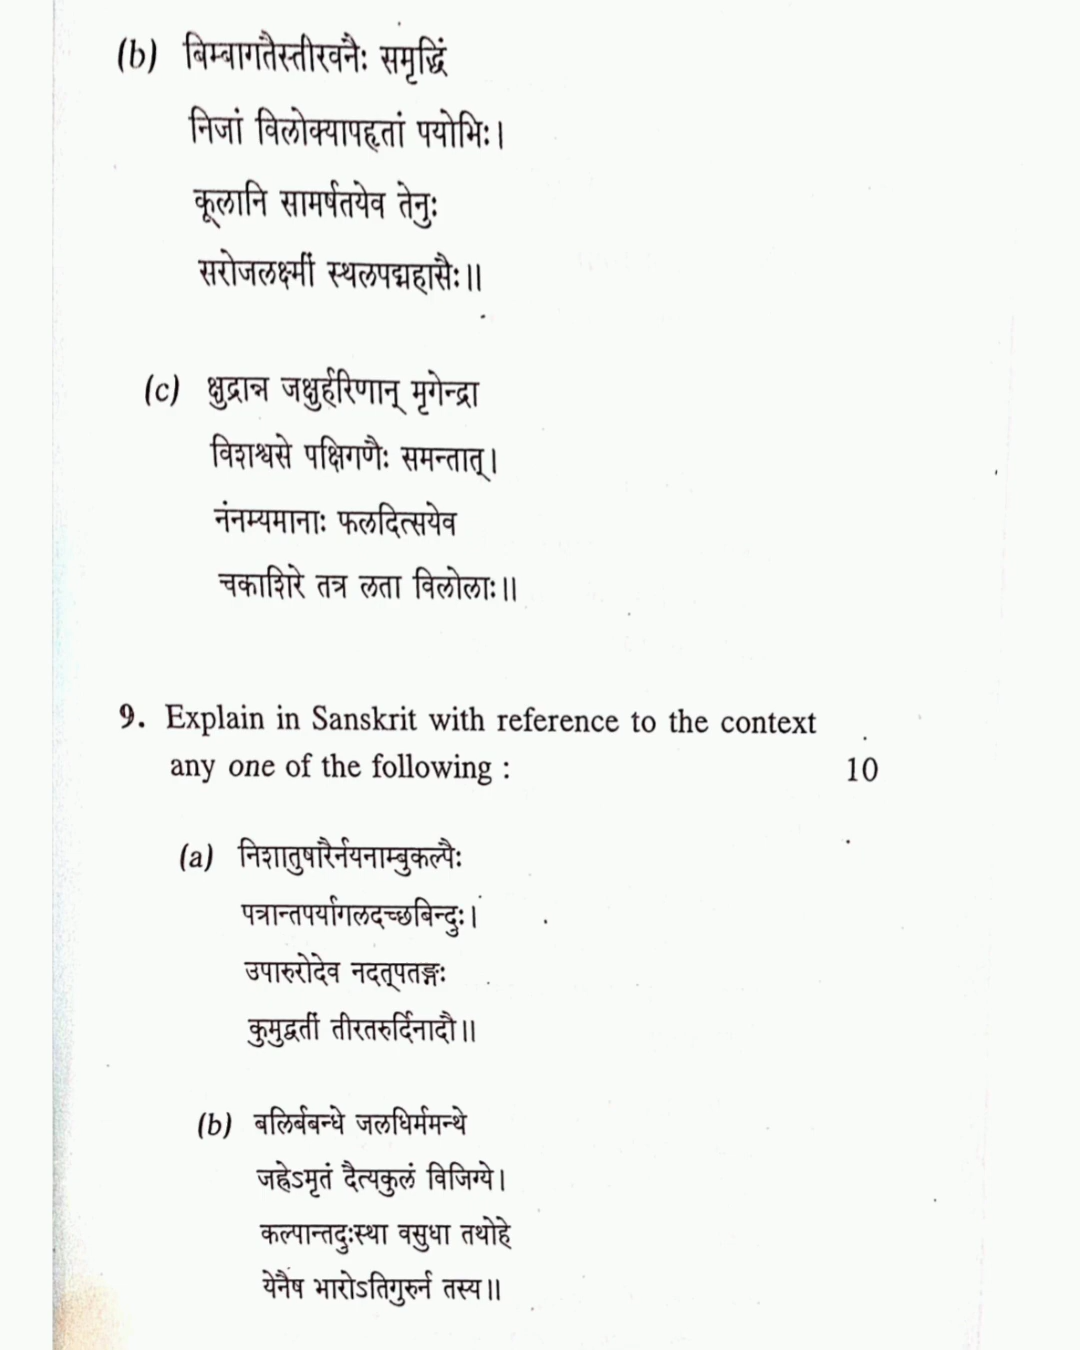 (b) बिम्बागतैस्तीरवनैः समृद्धिं
निजां विलोक्यापहृतां पयोभिः।
कूलानि सामर्षतयेव तेनुः
सरोजलक्ष्मीं स्थलपद्महासैः॥
(c) क्षुद्रान्न जक्षुर्हरिणान् मृगेन्द्रा
विशश्वसे पक्षिगणैः समन्तात्।
नंनम्यमानाः फलदित्सयेव
चकाशिरे तत्र लता विलोलाः॥
9. Explain in Sanskrit with reference to the context
any one of the following : 10
(a) निशातुषारैर्नयनाम्बुकल्पैः
पत्रान्तपर्यागलदच्छबिन्दुः।
उपारुरोदेव नदत्पतङ्गः
कुमुद्वतीं तीरतरुर्दिनादौ॥
(b) बलिर्बबन्धे जलधिर्ममन्थे
जह्रेऽमृतं दैत्यकुलं विजिग्ये।
कल्पान्तदुःस्था वसुधा तथोहे
येनैष भारोऽतिगुरुर्न तस्य॥